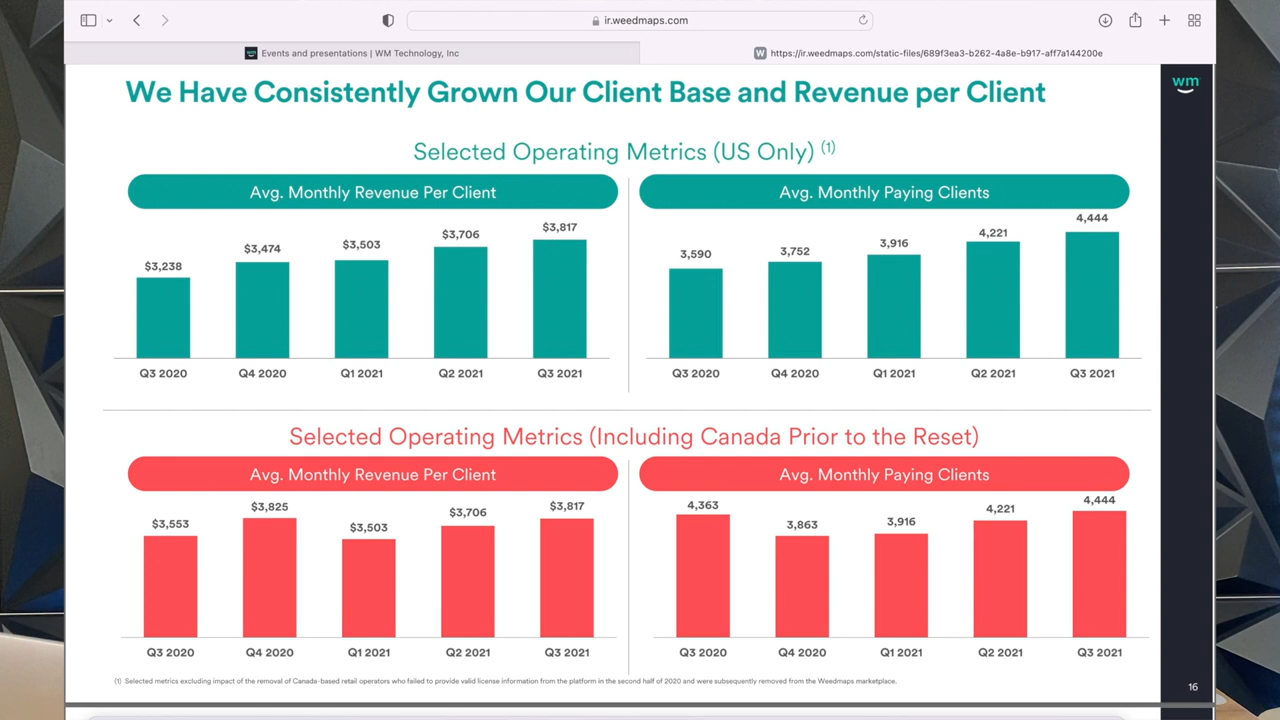 ir.weedmaps.com
wm Events and presentations | WM Technology, Inc
W https://ir.weedmaps.com/static-files/689f3ea3-b262-4a8e-b917-aff7a144200e
We Have Consistently Grown Our Client Base and Revenue per Client
wm
Selected Operating Metrics (US Only) (1)
Avg. Monthly Revenue Per Client
$3,238
$3,474
$3,503
$3,706
$3,817
Q3 2020
Q4 2020
Q1 2021
Q2 2021
Q3 2021
Avg. Monthly Paying Clients
3,590
3,752
3,916
4,221
4,444
Q3 2020
Q4 2020
Q1 2021
Q2 2021
Q3 2021
Selected Operating Metrics (Including Canada Prior to the Reset)
Avg. Monthly Revenue Per Client
$3,553
$3,825
$3,503
$3,706
$3,817
Q3 2020
Q4 2020
Q1 2021
Q2 2021
Q3 2021
Avg. Monthly Paying Clients
4,363
3,863
3,916
4,221
4,444
Q3 2020
Q4 2020
Q1 2021
Q2 2021
Q3 2021
(1) Selected metrics excluding impact of the removal of Canada-based retail operators who failed to provide valid license information from the platform in the second half of 2020 and were subsequently removed from the Weedmaps marketplace.
16